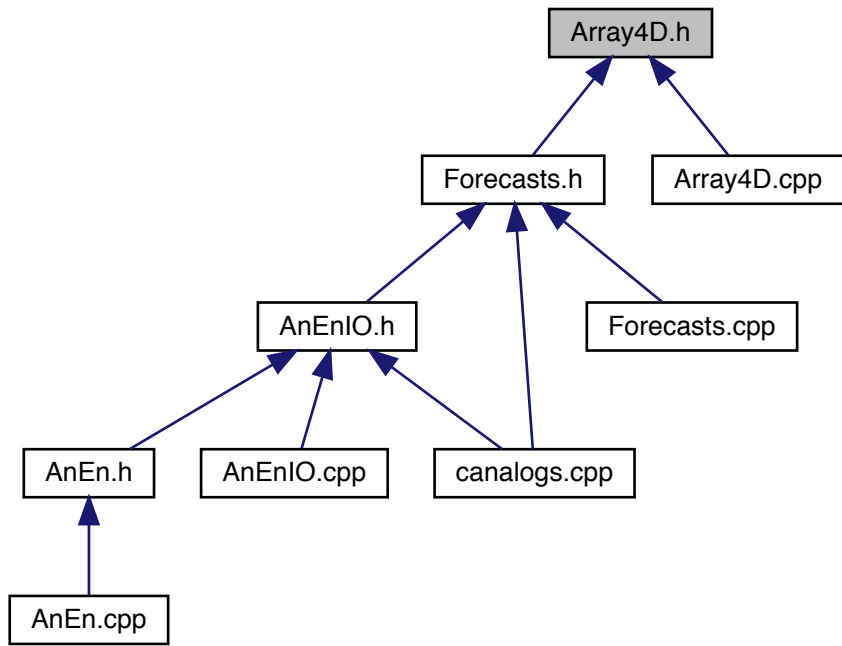 Array4D.h
Forecasts.h
Array4D.cpp
AnEnIO.h
Forecasts.cpp
AnEn.h
AnEnIO.cpp
canalogs.cpp
AnEn.cpp